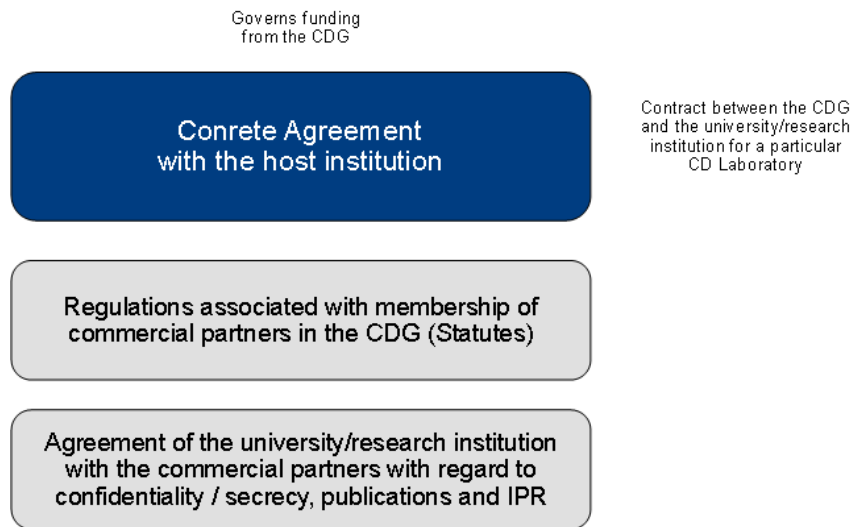 Governs funding
from the CDG
Conrete Agreement
with the host institution
Contract between the CDG
and the university/research
institution for a particular
CD Laboratory
Regulations associated with membership of
commercial partners in the CDG (Statutes)
Agreement of the university/research institution
with the commercial partners with regard to
confidentiality / secrecy, publications and IPR